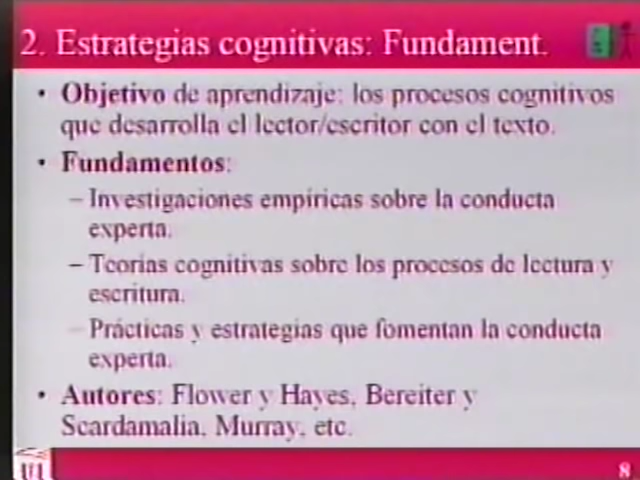 2. Estrategias cognitivas: Fundament.
• Objetivo de aprendizaje: los procesos cognitivos
que desarrolla el lector/escritor con el texto.
• Fundamentos:
– Investigaciones empíricas sobre la conducta
experta.
– Teorías cognitivas sobre los procesos de lectura y
escritura.
– Prácticas y estrategias que fomentan la conducta
experta.
• Autores: Flower y Hayes, Bereiter y
Scardamalia, Murray, etc.
8